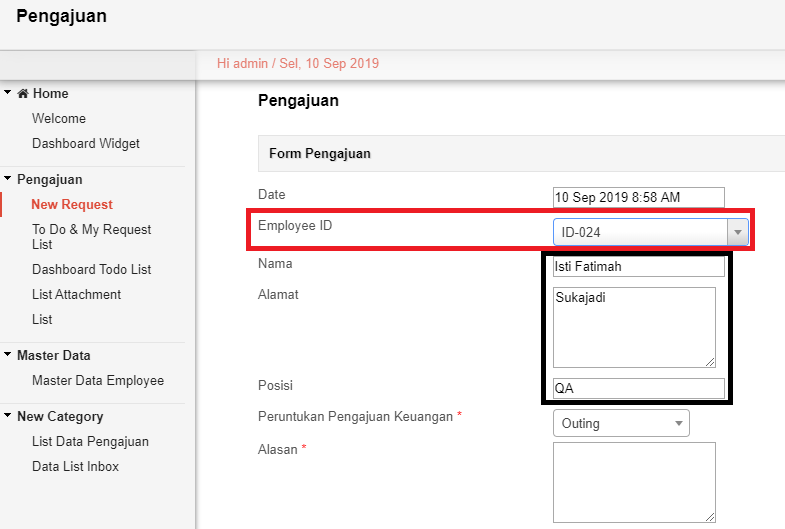 Pengajuan
Hi admin / Sel, 10 Sep 2019
Home
Welcome
Dashboard Widget
Pengajuan
New Request
To Do & My Request
List
Dashboard Todo List
List Attachment
List
Master Data
Master Data Employee
New Category
List Data Pengajuan
Data List Inbox
Pengajuan
Form Pengajuan
Date 10 Sep 2019 8:58 AM
Employee ID ID-024
Nama Isti Fatimah
Alamat Sukajadi
Posisi QA
Peruntukan Pengajuan Keuangan * Outing
Alasan *